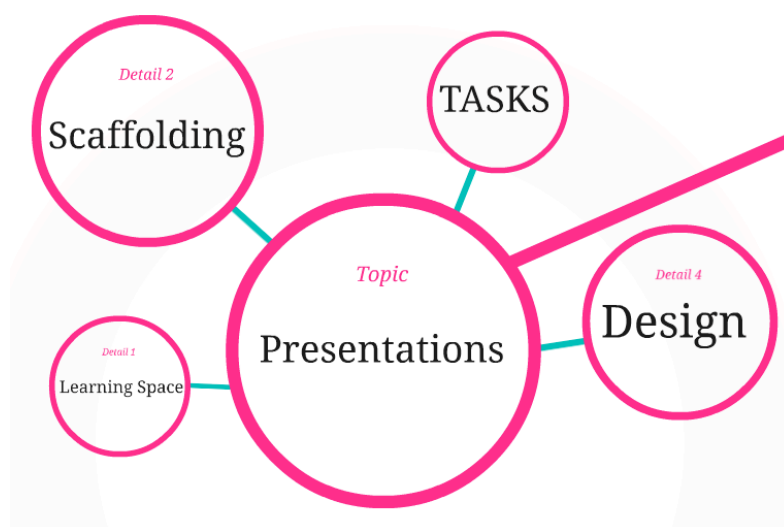 Detail 2
Scaffolding
TASKS
Topic
Presentations
Detail 4
Design
Detail 1
Learning Space